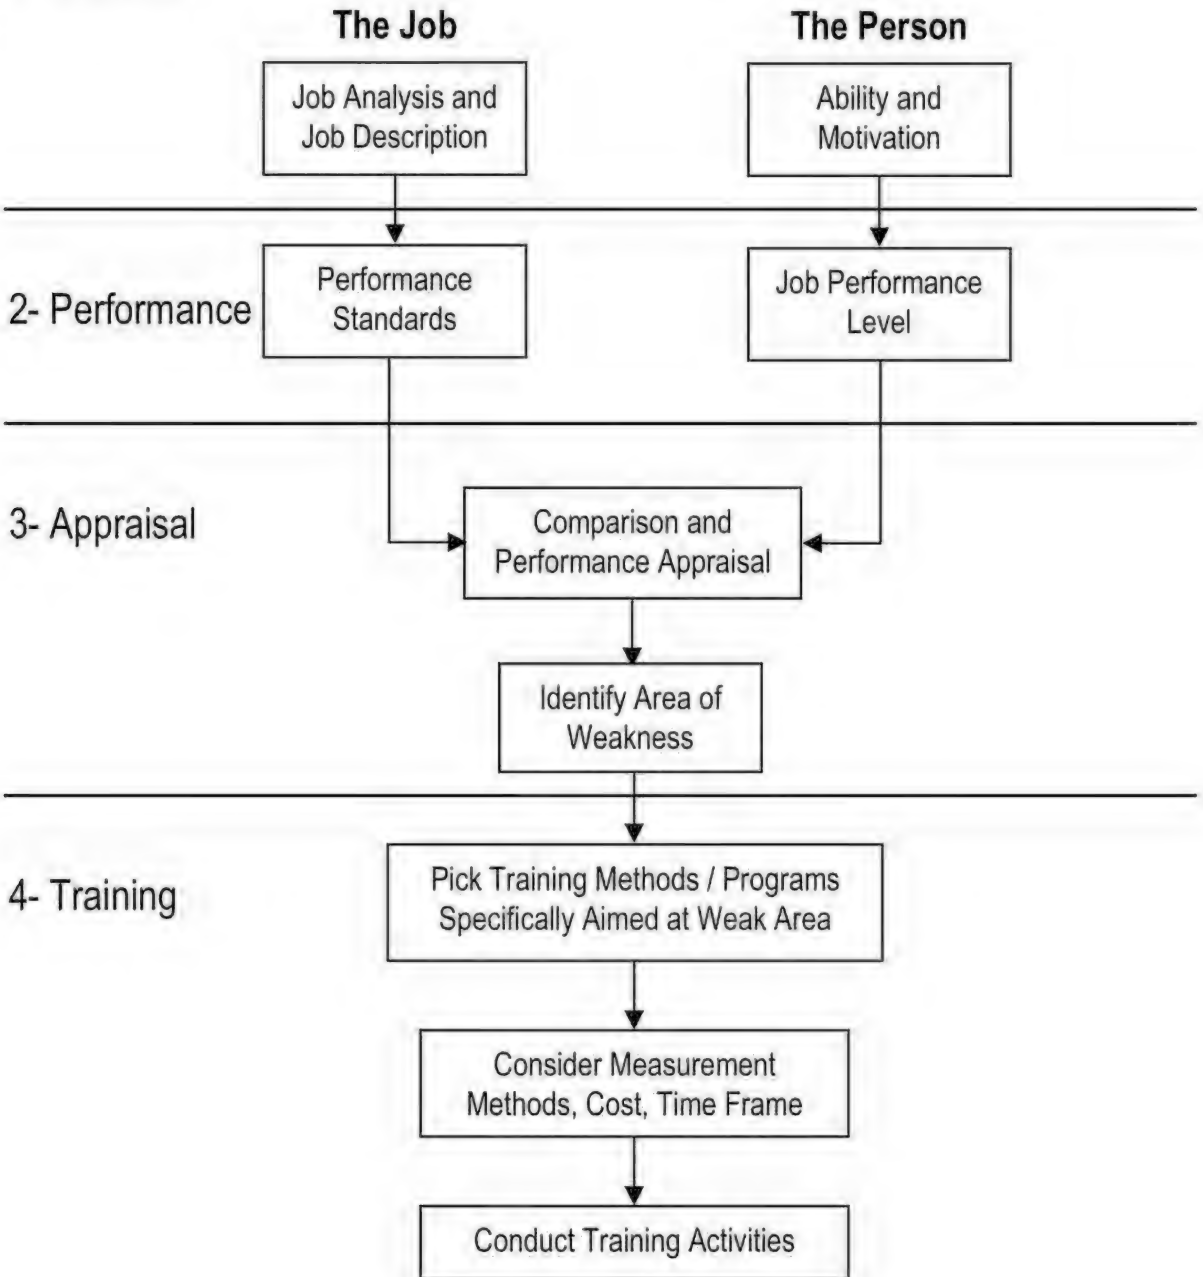 The Job
The Person
Job Analysis and
Job Description
Ability and
Motivation
2- Performance
Performance
Standards
Job Performance
Level
3- Appraisal
Comparison and
Performance Appraisal
Identify Area of
Weakness
4- Training
Pick Training Methods / Programs
Specifically Aimed at Weak Area
Consider Measurement
Methods, Cost, Time Frame
Conduct Training Activities